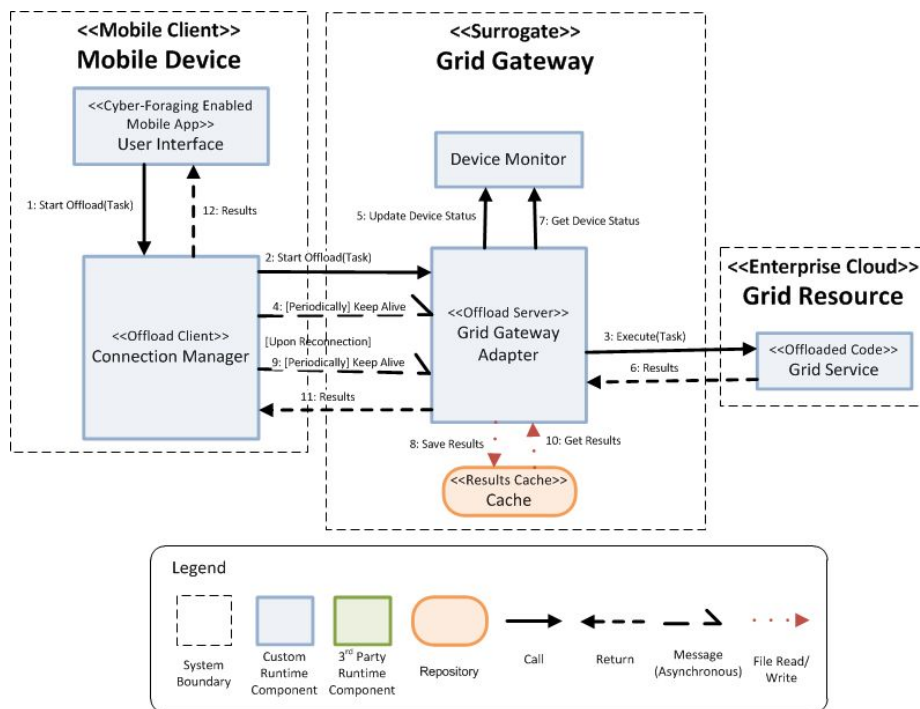 <<Mobile Client>>
Mobile Device
<<Cyber-Foraging Enabled
Mobile App>>
User Interface
1: Start Offload(Task)
12: Results
<<Offload Client>>
Connection Manager
<<Surrogate>>
Grid Gateway
Device Monitor
5: Update Device Status
7: Get Device Status
2: Start Offload(Task)
4: [Periodically] Keep Alive
[Upon Reconnection]
9: [Periodically] Keep Alive
11: Results
<<Offload Server>>
Grid Gateway
Adapter
8: Save Results
10: Get Results
<<Results Cache>>
Cache
<<Enterprise Cloud>>
Grid Resource
3: Execute(Task)
6: Results
<<Offloaded Code>>
Grid Service
Legend
System
Boundary
Custom
Runtime
Component
3rd Party
Runtime
Component
Repository
Call
Return
Message
(Asynchronous)
File Read/
Write